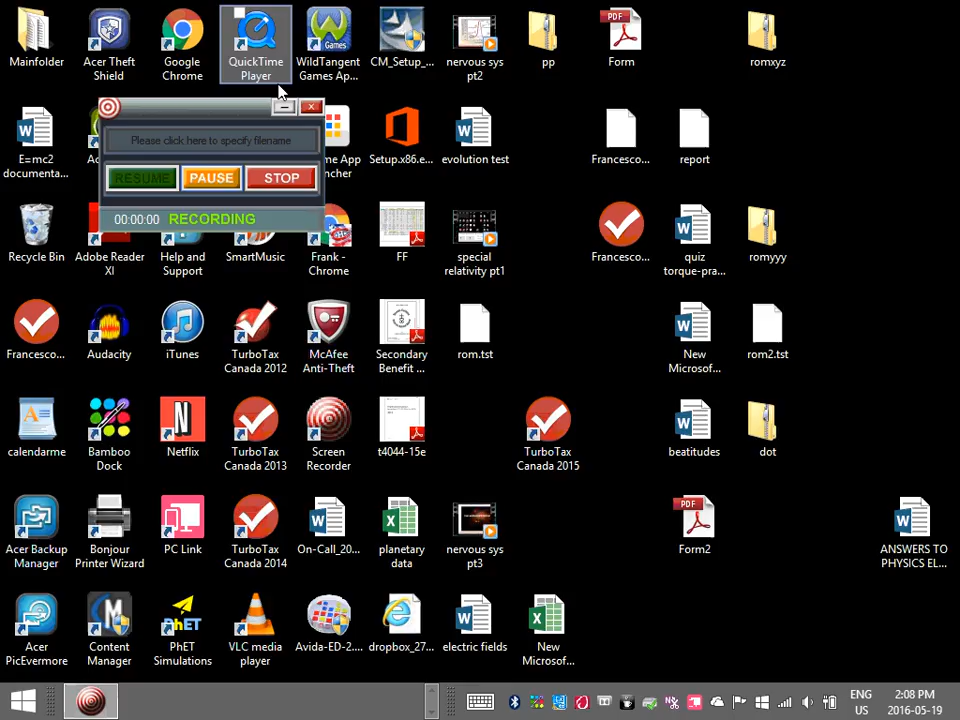 Mainfolder
Acer Theft
Shield
Google
Chrome
QuickTime
Player
Games
WildTangent
Games Ap...
CM_Setup_...
nervous sys
pt2
pp
PDF
Form
romxyz
Please click here to specify filename
RESUME
PAUSE
STOP
00:00:00 RECORDING
E=mc2
documenta...
Setup.x86.e...
evolution test
Francesco...
report
Recycle Bin
Adobe Reader
XI
Help and
Support
SmartMusic
Frank -
Chrome
FF
special
relativity pt1
Francesco...
quiz
torque-pra...
romyyy
Francesco...
Audacity
iTunes
TurboTax
Canada 2012
McAfee
Anti-Theft
Secondary
Benefit ...
rom.tst
New
Microsof...
rom2.tst
calendarme
Bamboo
Dock
Netflix
TurboTax
Canada 2013
Screen
Recorder
t4044-15e
TurboTax
Canada 2015
beatitudes
dot
Acer Backup
Manager
Bonjour
Printer Wizard
PC Link
TurboTax
Canada 2014
On-Call_20...
planetary
data
nervous sys
pt3
PDF
Form2
ANSWERS TO
PHYSICS EL...
Acer
PicEvermore
Content
Manager
PhET
PhET
Simulations
VLC media
player
Avida-ED-2....
dropbox_27...
electric fields
New
Microsof...
ENG
US
2:08 PM
2016-05-19